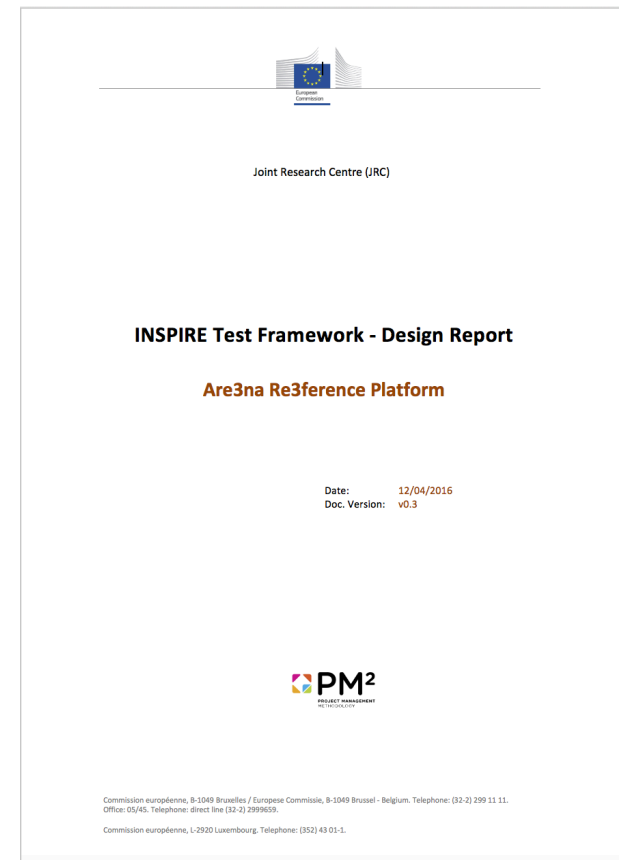 European
Commission
Joint Research Centre (JRC)
INSPIRE Test Framework - Design Report
Are3na Re3ference Platform
Date: 12/04/2016
Doc. Version: v0.3
PM²
PROJECT MANAGEMENT
METHODOLOGY
Commission européenne, B-1049 Bruxelles / Europese Commissie, B-1049 Brussel - Belgium. Telephone: (32-2) 299 11 11.
Office: 05/45. Telephone: direct line (32-2) 2999659.
Commission européenne, L-2920 Luxembourg. Telephone: (352) 43 01-1.